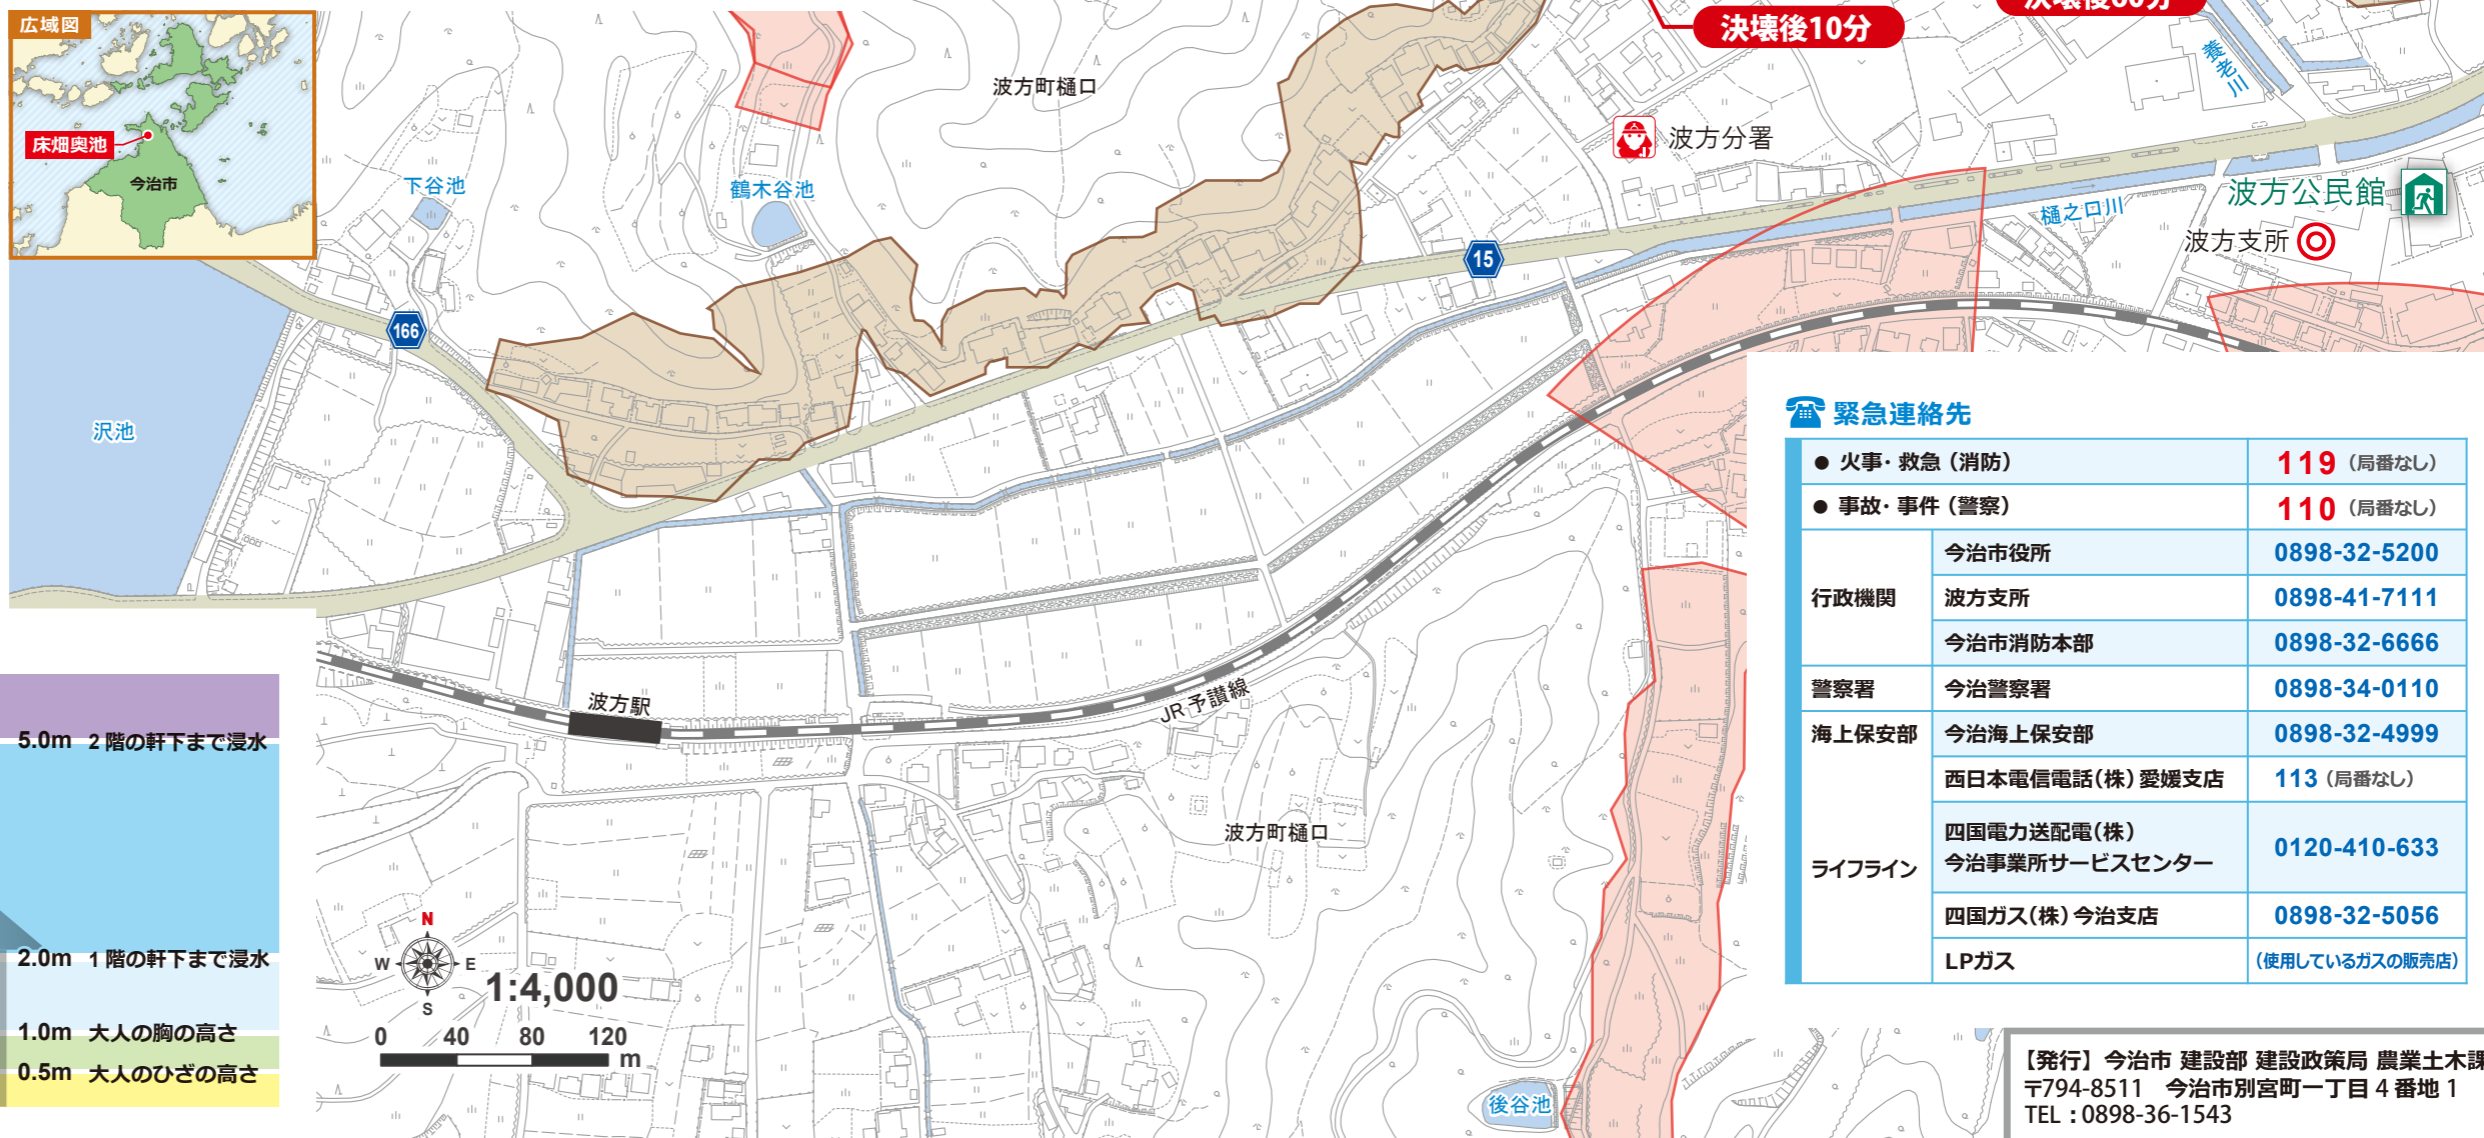 広域図
床畑奥池
今治市
決壊後10分
決壊後60分
養老川
波方町樋口
波方分署
下谷池
鶴木谷池
波方公民館
樋之口川
波方支所
15
166
沢池
波方駅
JR 予讃線
波方町樋口
後谷池
5.0m 2 階の軒下まで浸水
2.0m 1 階の軒下まで浸水
1.0m 大人の胸の高さ
0.5m 大人のひざの高さ
N
W E
S
1:4,000
0 40 80 120
m
緊急連絡先
● 火事・救急（消防） 119（局番なし）
● 事故・事件（警察） 110（局番なし）
行政機関
今治市役所 0898-32-5200
波方支所 0898-41-7111
今治市消防本部 0898-32-6666
警察署 今治警察署 0898-34-0110
海上保安部 今治海上保安部 0898-32-4999
ライフライン
西日本電信電話（株）愛媛支店 113（局番なし）
四国電力送配電（株）
今治事業所サービスセンター 0120-410-633
四国ガス（株）今治支店 0898-32-5056
LPガス （使用しているガスの販売店）
【発行】今治市 建設部 建設政策局 農業土木課
〒794-8511 今治市別宮町一丁目 4 番地 1
TEL：0898-36-1543